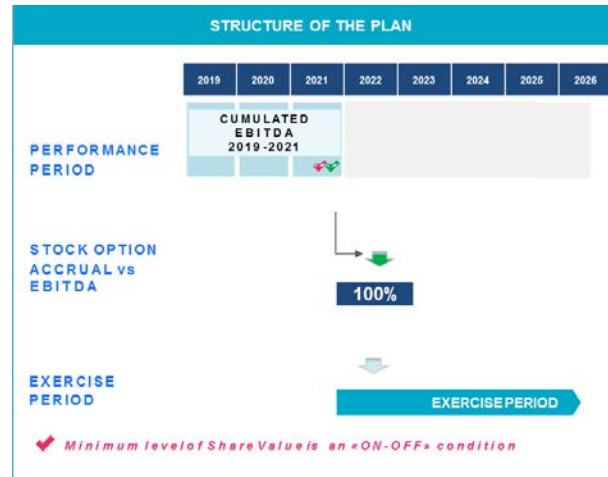 STRUCTURE OF THE PLAN
2019 2020 2021 2022 2023 2024 2025 2026
CUMULATED
EBITDA
2019-2021
PERFORMANCE
PERIOD
STOCK OPTION
ACCRUAL vs
EBITDA
100%
EXERCISE
PERIOD
EXERCISE PERIOD
Minimum level of Share Value is an «ON-OFF» condition